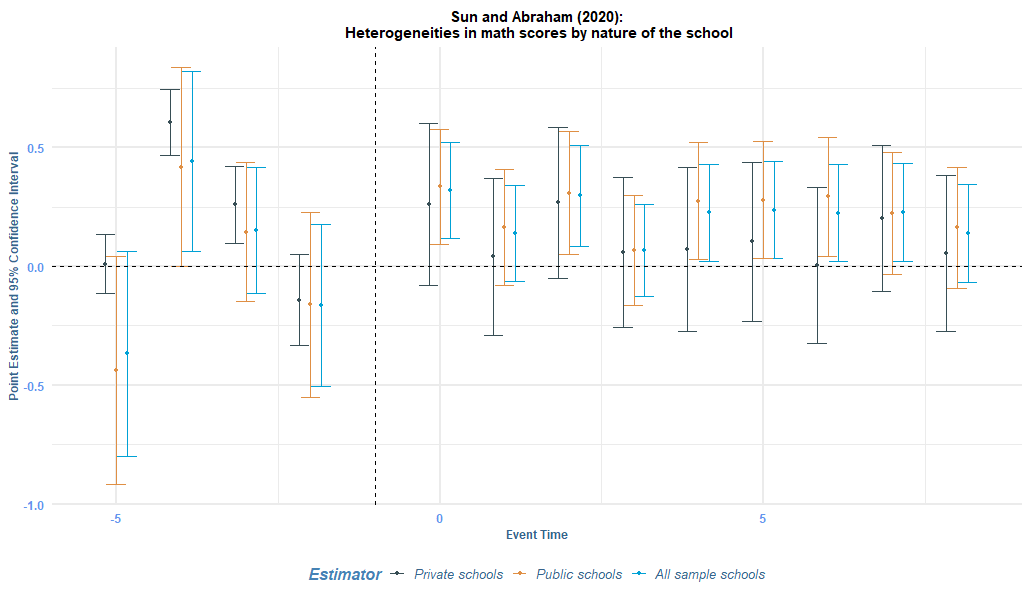 Sun and Abraham (2020):
Heterogeneities in math scores by nature of the school
Point Estimate and 95% Confidence Interval
0.5
0.0
-0.5
-1.0
-5
0
5
Event Time
Estimator Private schools Public schools All sample schools